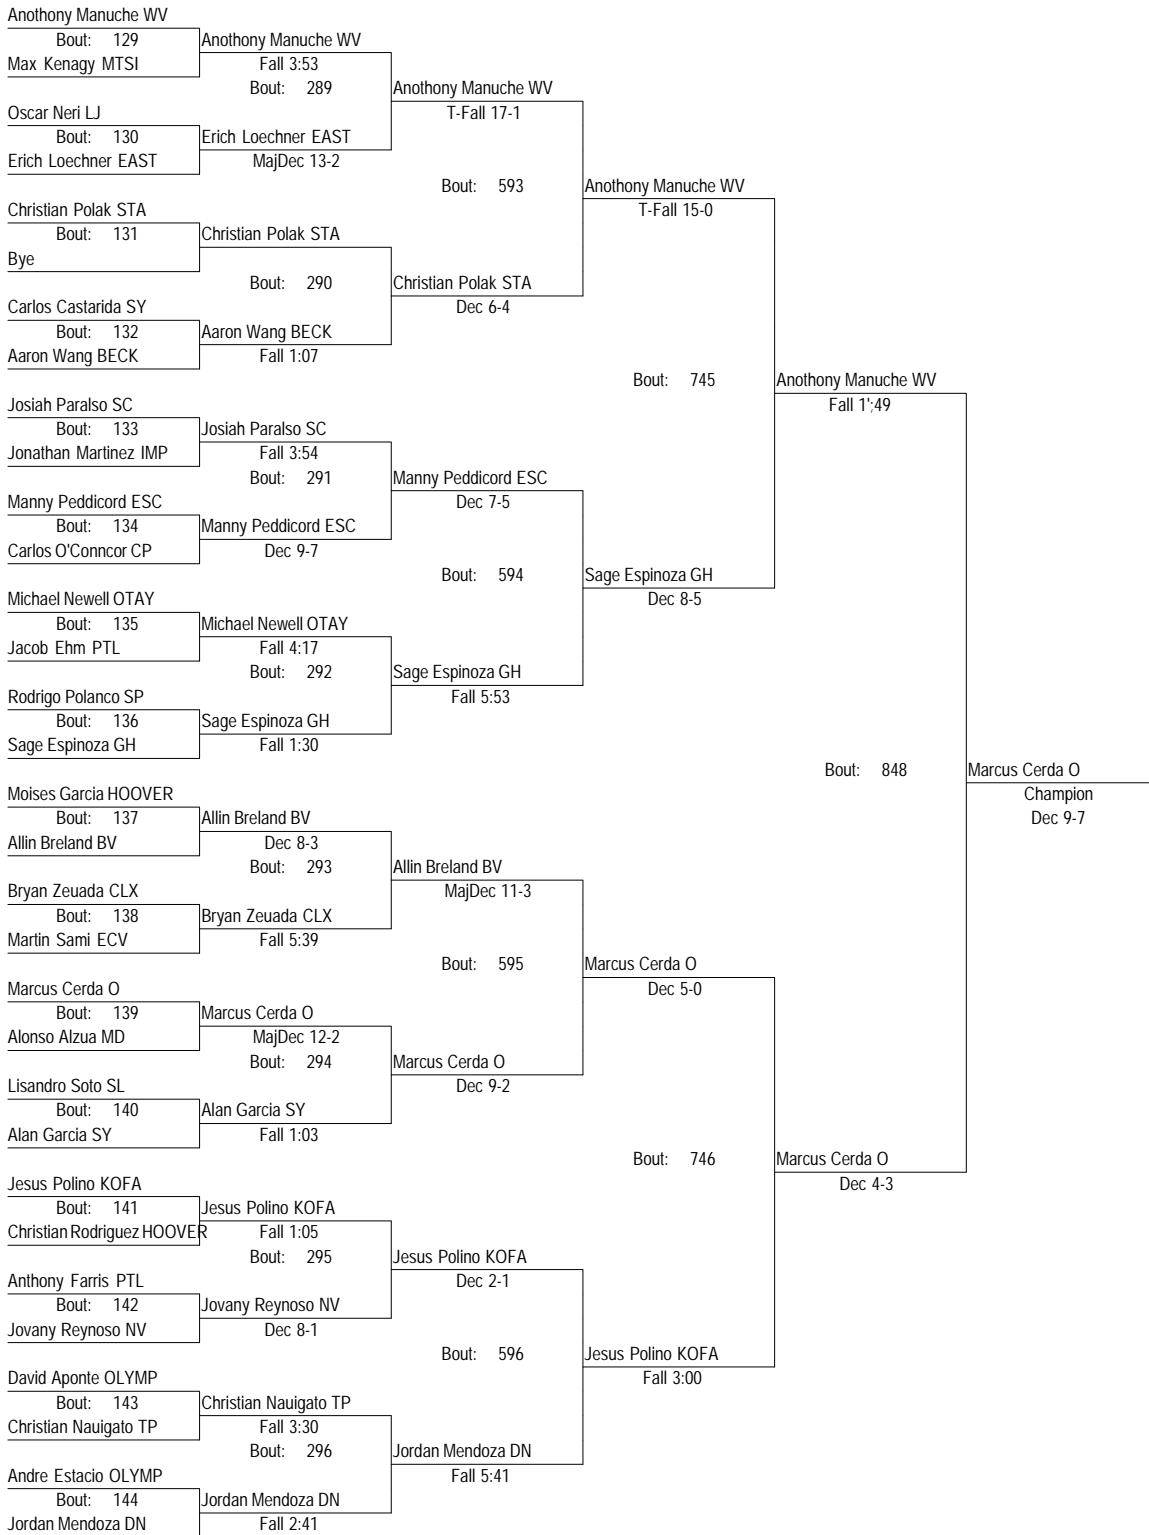 Anothony Manuche WV
Bout: 129
Anothony Manuche WV
Max Kenagy MTSI
Fall 3:53
Bout: 289
Anothony Manuche WV
Oscar Neri LJ
T-Fall 17-1
Bout: 130
Erich Loechner EAST
Erich Loechner EAST
MajDec 13-2
Bout: 593
Anothony Manuche WV
Christian Polak STA
T-Fall 15-0
Bout: 131
Christian Polak STA
Bye
Bout: 290
Christian Polak STA
Carlos Castarida SY
Dec 6-4
Bout: 132
Aaron Wang BECK
Aaron Wang BECK
Fall 1:07
Bout: 745
Anothony Manuche WV
Josiah Paralso SC
Fall 1';49
Bout: 133
Josiah Paralso SC
Jonathan Martinez IMP
Fall 3:54
Bout: 291
Manny Peddicord ESC
Manny Peddicord ESC
Dec 7-5
Bout: 134
Manny Peddicord ESC
Carlos O'Conncor CP
Dec 9-7
Bout: 594
Sage Espinoza GH
Michael Newell OTAY
Dec 8-5
Bout: 135
Michael Newell OTAY
Jacob Ehm PTL
Fall 4:17
Bout: 292
Sage Espinoza GH
Rodrigo Polanco SP
Fall 5:53
Bout: 136
Sage Espinoza GH
Sage Espinoza GH
Fall 1:30
Bout: 848
Marcus Cerda O
Moises Garcia HOOVER
Champion
Bout: 137
Allin Breland BV
Dec 9-7
Allin Breland BV
Dec 8-3
Bout: 293
Allin Breland BV
Bryan Zeuada CLX
MajDec 11-3
Bout: 138
Bryan Zeuada CLX
Martin Sami ECV
Fall 5:39
Bout: 595
Marcus Cerda O
Marcus Cerda O
Dec 5-0
Bout: 139
Marcus Cerda O
Alonso Alzua MD
MajDec 12-2
Bout: 294
Marcus Cerda O
Lisandro Soto SL
Dec 9-2
Bout: 140
Alan Garcia SY
Alan Garcia SY
Fall 1:03
Bout: 746
Marcus Cerda O
Jesus Polino KOFA
Dec 4-3
Bout: 141
Jesus Polino KOFA
Christian Rodriguez HOOVER
Fall 1:05
Bout: 295
Jesus Polino KOFA
Anthony Farris PTL
Dec 2-1
Bout: 142
Jovany Reynoso NV
Jovany Reynoso NV
Dec 8-1
Bout: 596
Jesus Polino KOFA
David Aponte OLYMP
Fall 3:00
Bout: 143
Christian Nauigato TP
Christian Nauigato TP
Fall 3:30
Bout: 296
Jordan Mendoza DN
Andre Estacio OLYMP
Fall 5:41
Bout: 144
Jordan Mendoza DN
Jordan Mendoza DN
Fall 2:41